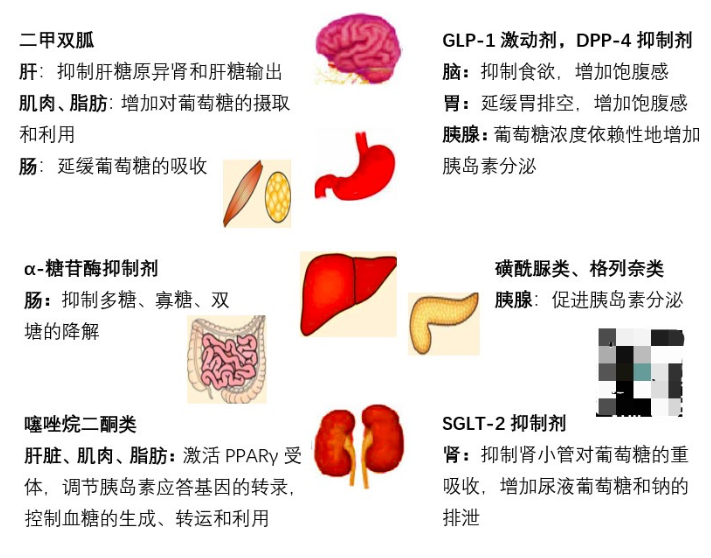 二甲双胍
肝：抑制肝糖原异肾和肝糖输出
肌肉、脂肪：增加对葡萄糖的摄取
和利用
肠：延缓葡萄糖的吸收
GLP-1 激动剂，DPP-4 抑制剂
脑：抑制食欲，增加饱腹感
胃：延缓胃排空，增加饱腹感
胰腺：葡萄糖浓度依赖性地增加
胰岛素分泌
α-糖苷酶抑制剂
肠：抑制多糖、寡糖、双
塘的降解
磺酰脲类、格列奈类
胰腺：促进胰岛素分泌
噻唑烷二酮类
肝脏、肌肉、脂肪：激活 PPARγ 受
体，调节胰岛素应答基因的转录，
控制血糖的生成、转运和利用
SGLT-2 抑制剂
肾：抑制肾小管对葡萄糖的重
吸收，增加尿液葡萄糖和钠的
排泄